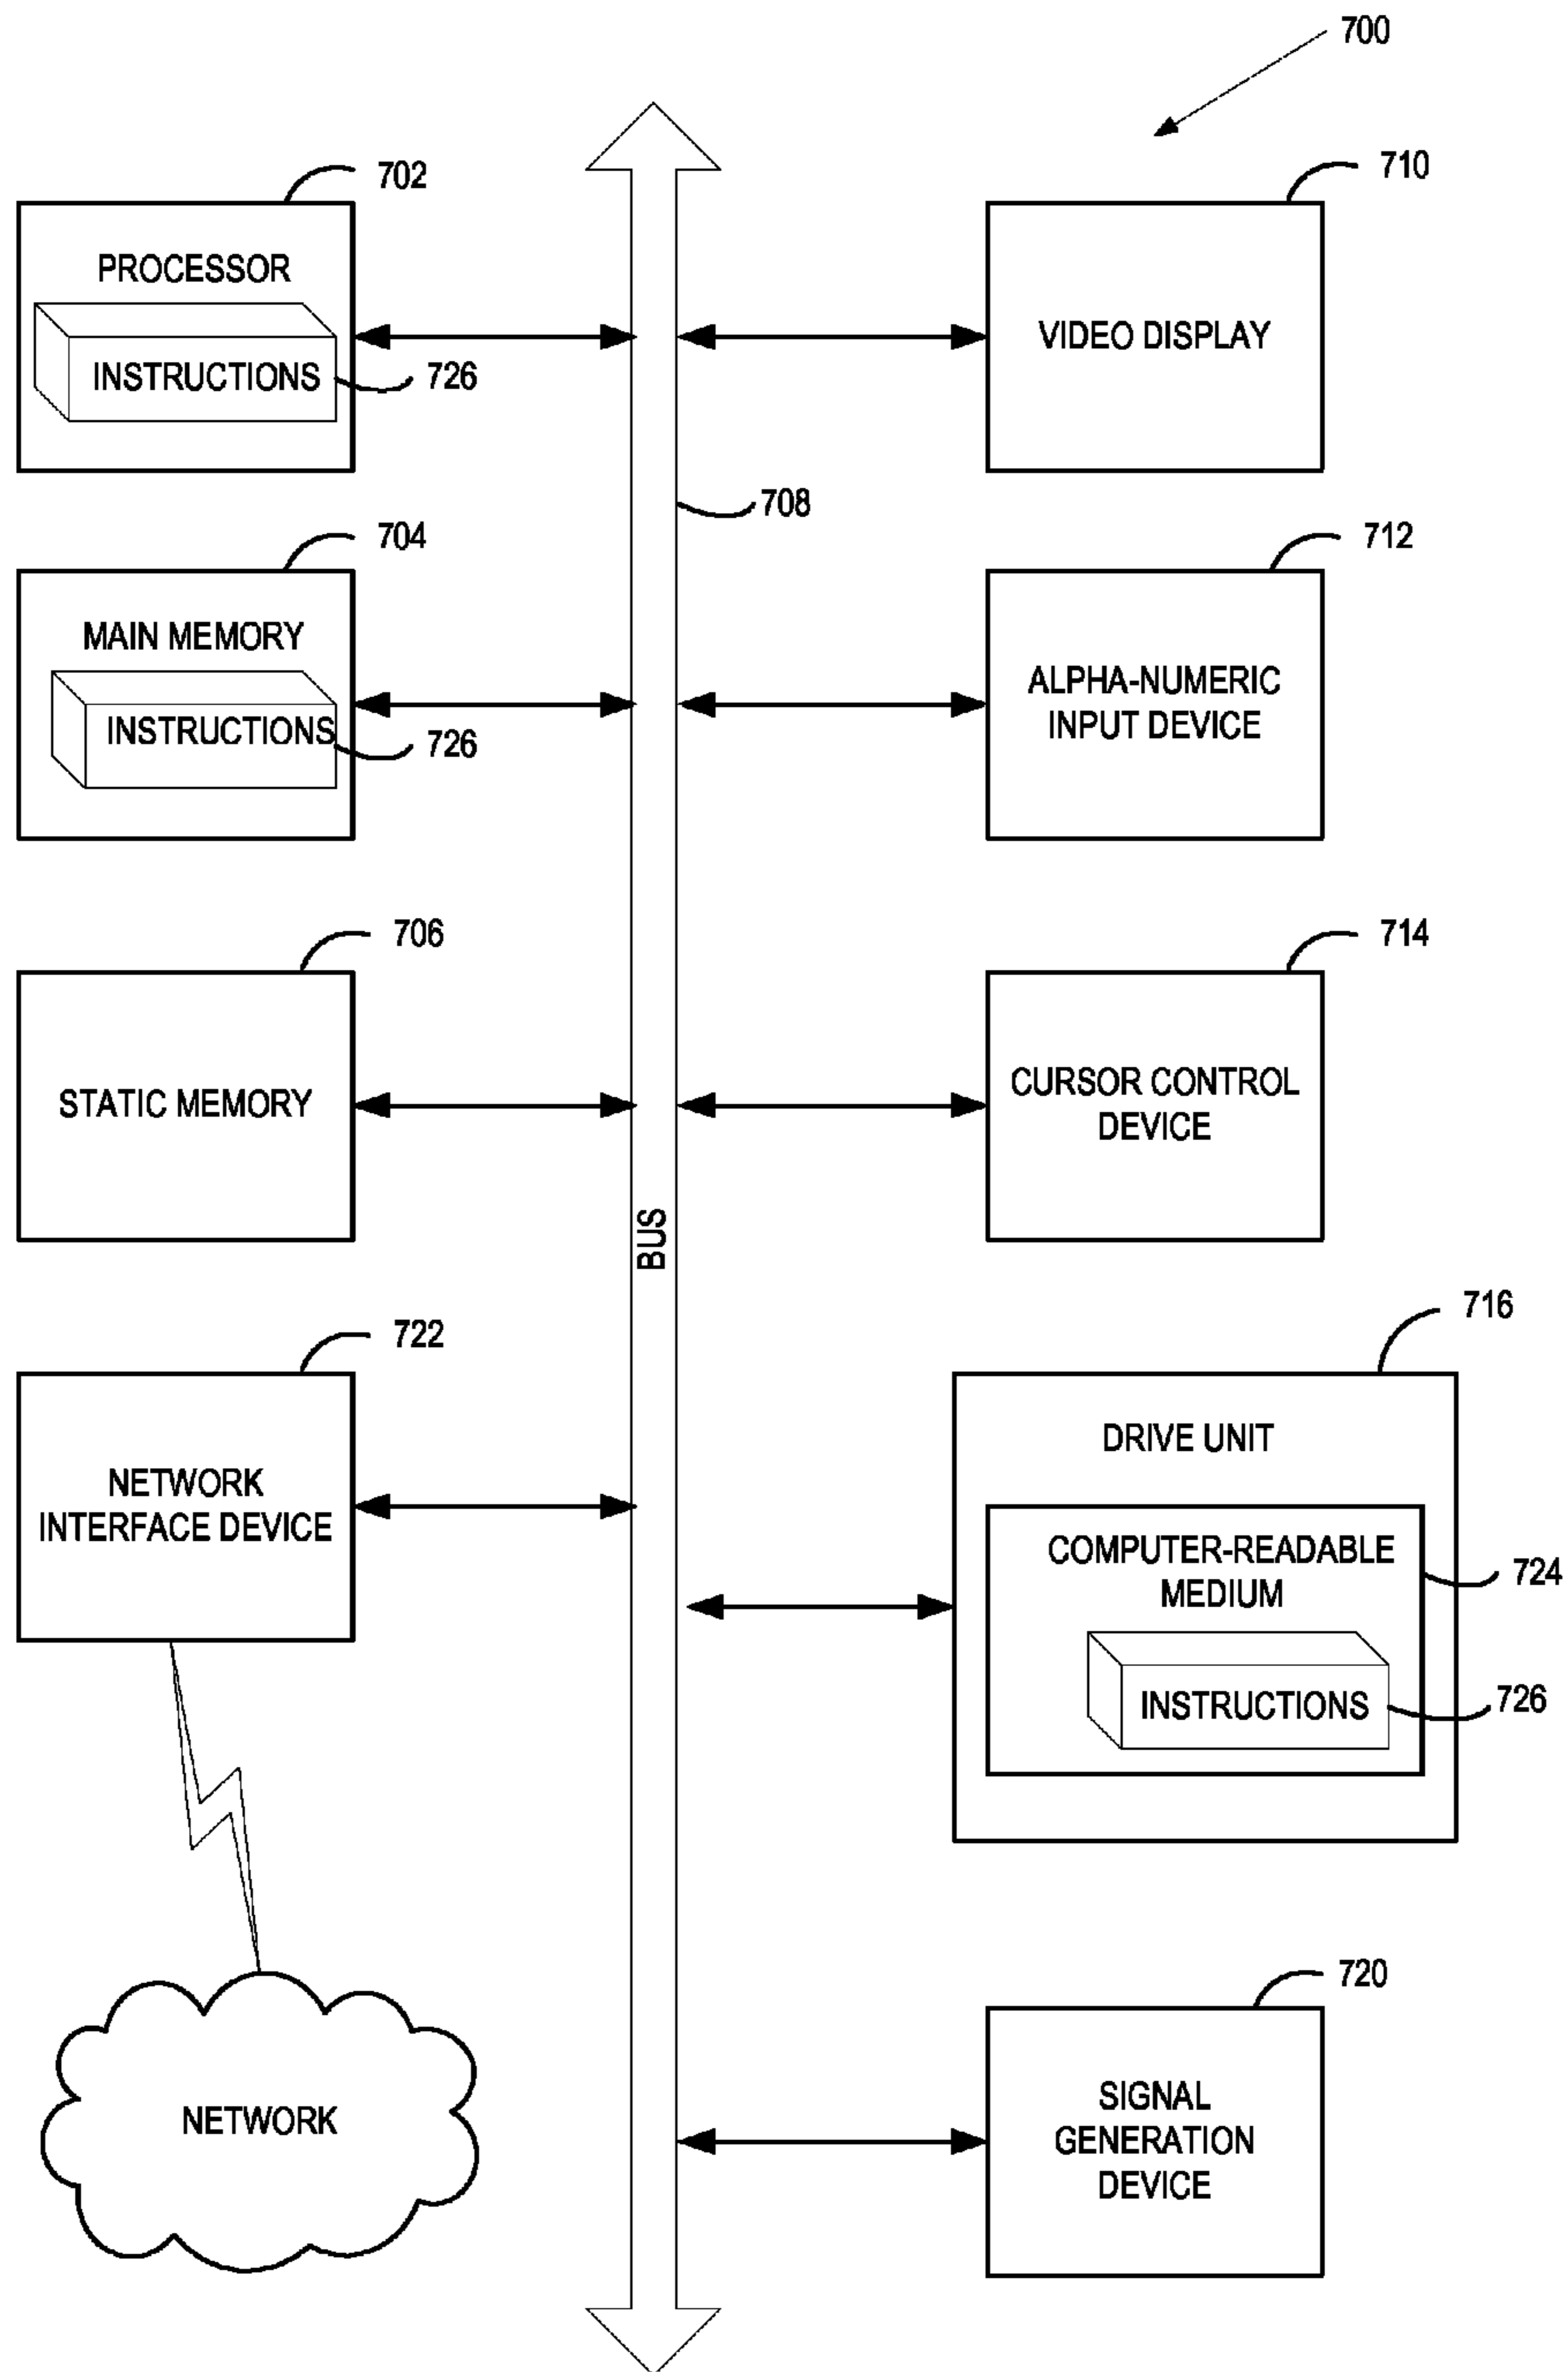 700
702
PROCESSOR
INSTRUCTIONS
726
704
MAIN MEMORY
INSTRUCTIONS
726
706
STATIC MEMORY
722
NETWORK
INTERFACE DEVICE
NETWORK
708
BUS
710
VIDEO DISPLAY
712
ALPHA-NUMERIC
INPUT DEVICE
714
CURSOR CONTROL
DEVICE
716
DRIVE UNIT
COMPUTER-READABLE
MEDIUM
724
INSTRUCTIONS
726
720
SIGNAL
GENERATION
DEVICE